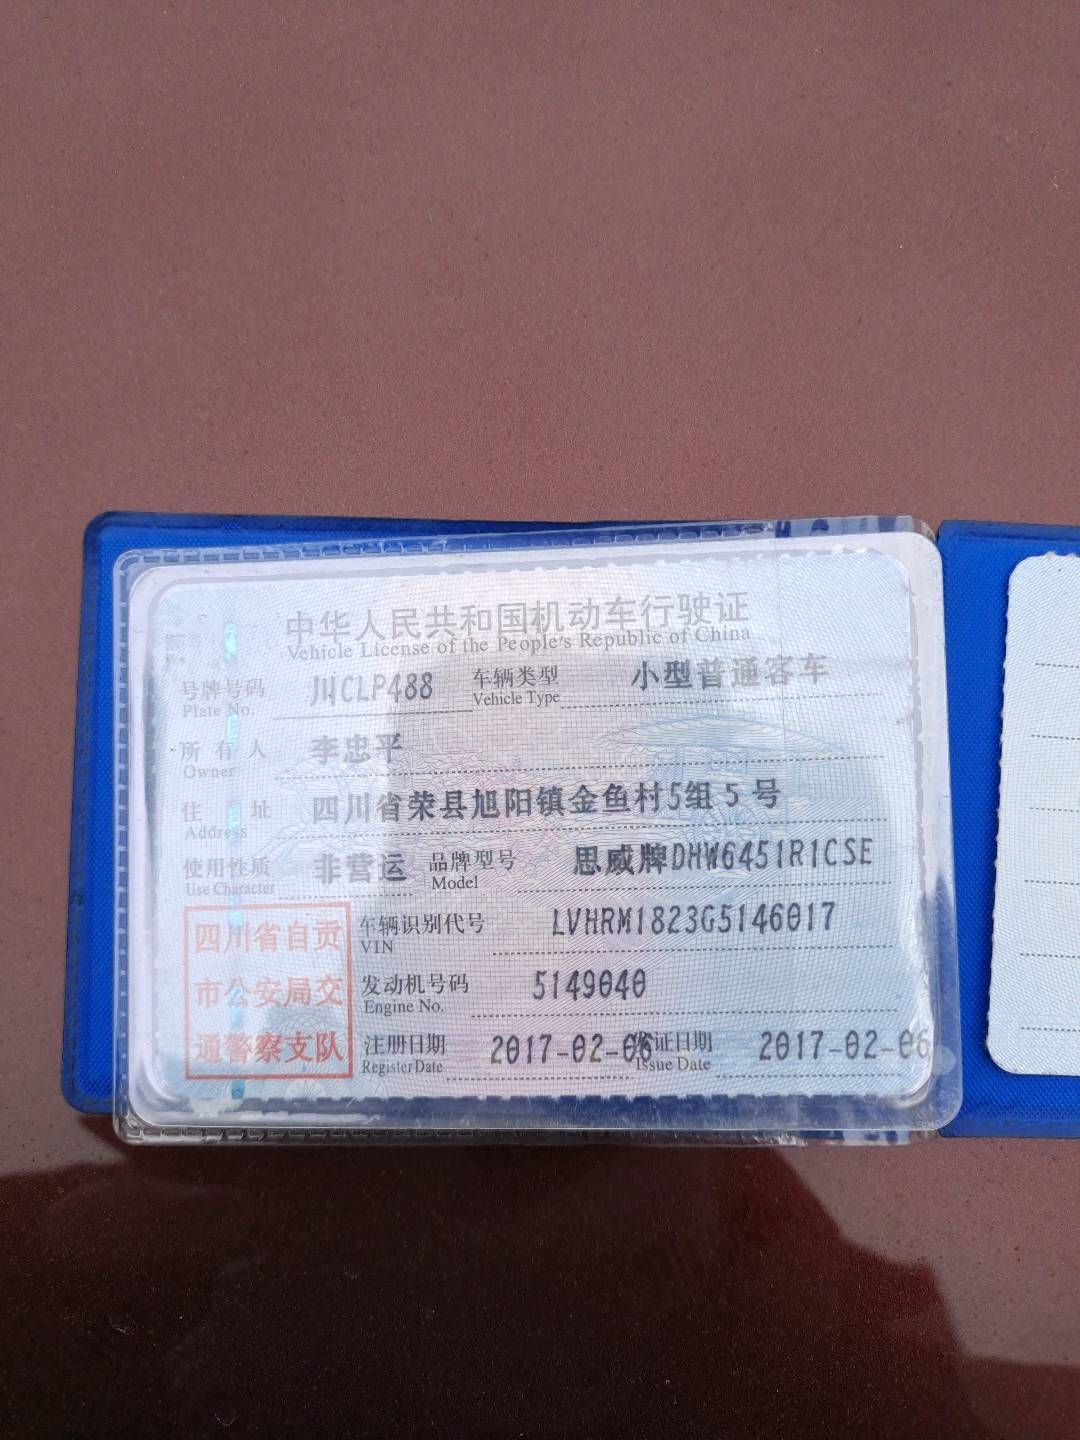 中华人民共和国机动车行驶证
Vehicle License of the People's Republic of China
号牌号码 川CLP488 车辆类型 小型普通客车
Plate No. Vehicle Type
所有人 李忠平
Owner
住址 四川省荣县旭阳镇金鱼村5组5号
Address
使用性质 非营运 品牌型号 思威牌DHW6451R1CSE
Use Character Model
四川省自贡
市公安局交
通警察支队
车辆识别代号 LVHRM1823G5146017
VIN
发动机号码 5149040
Engine No.
注册日期 2017-02-06 发证日期 2017-02-06
Register Date Issue Date